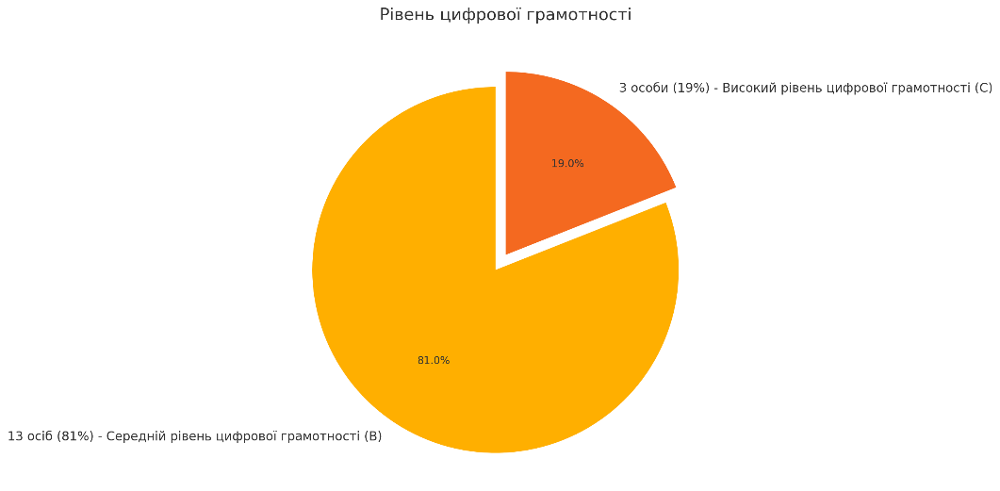 Рівень цифрової грамотності
3 особи (19%) - Високий рівень цифрової грамотності (C)
19.0%
81.0%
13 осіб (81%) - Середній рівень цифрової грамотності (B)